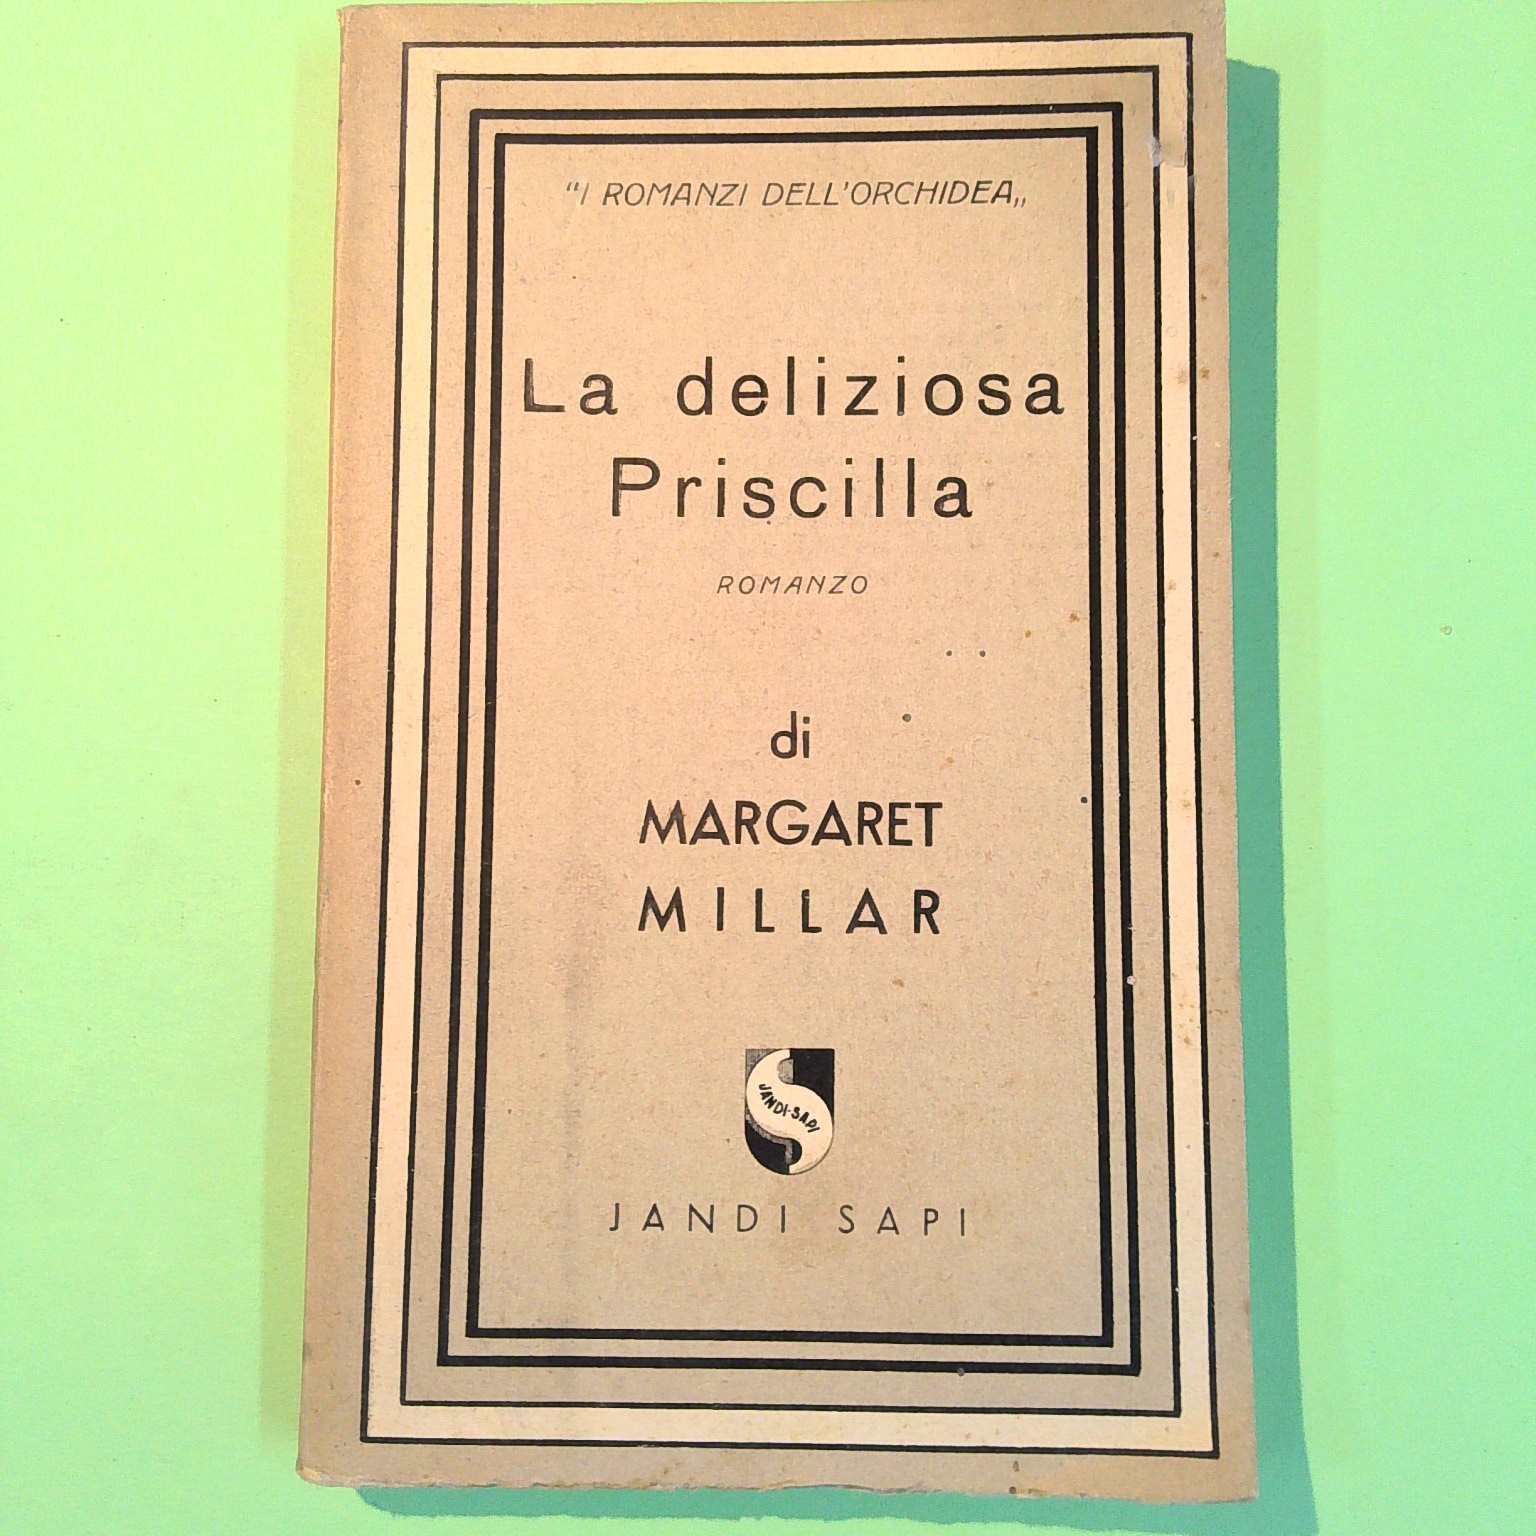 "I ROMANZI DELL'ORCHIDEA„
La deliziosa
Priscilla
ROMANZO
di
MARGARET
MILLAR
JANDI-SAPI
JANDI SAPI